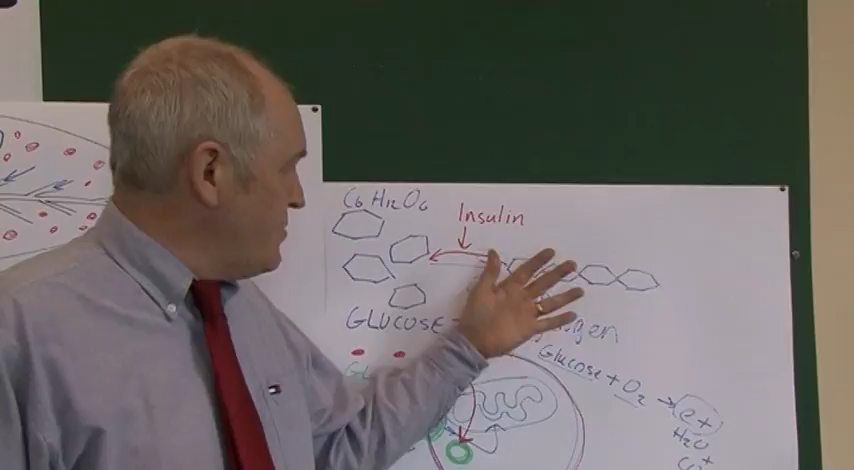 C6 H12 O6
Insulin
GLUCOSE
Glucose + O2 → e+
H2O